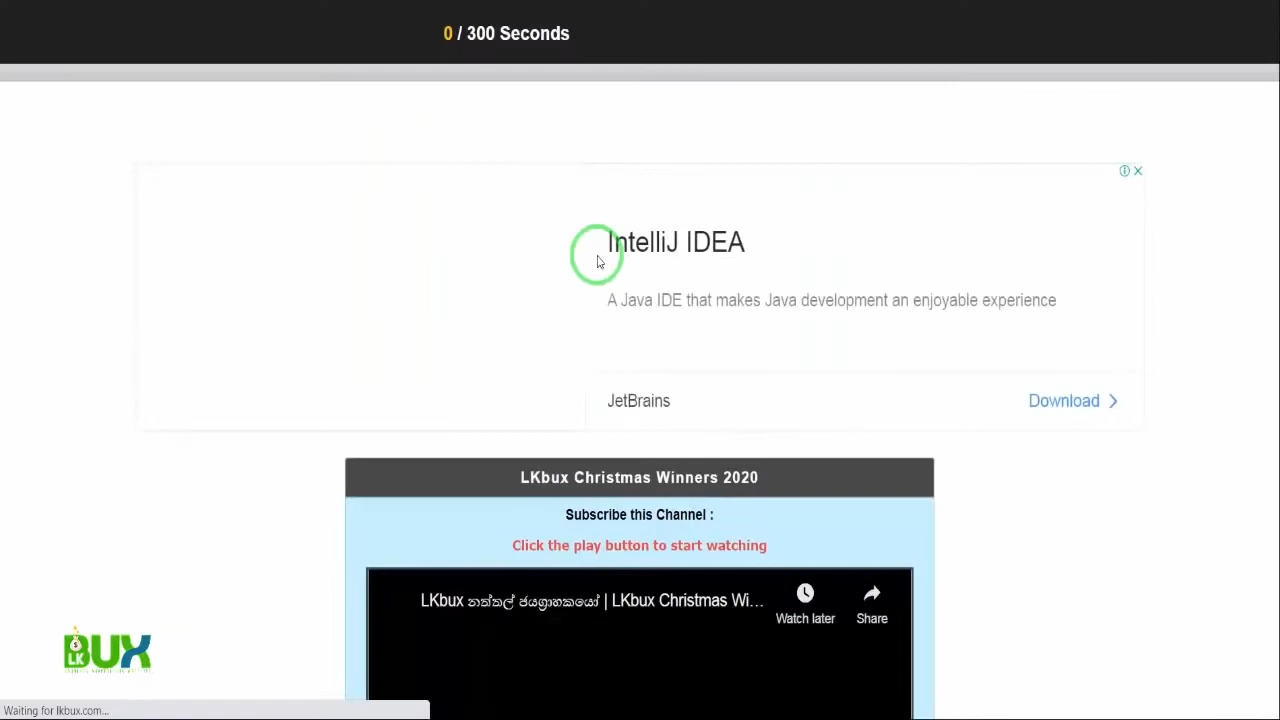 0 / 300 Seconds
IntelliJ IDEA
A Java IDE that makes Java development an enjoyable experience
JetBrains
Download
LKbux Christmas Winners 2020
Subscribe this Channel :
Click the play button to start watching
LKbux නත්තල් ජයග්‍රාහකයෝ | LKbux Christmas Wi...
Watch later
Share
LK BUX
Waiting for lkbux.com...